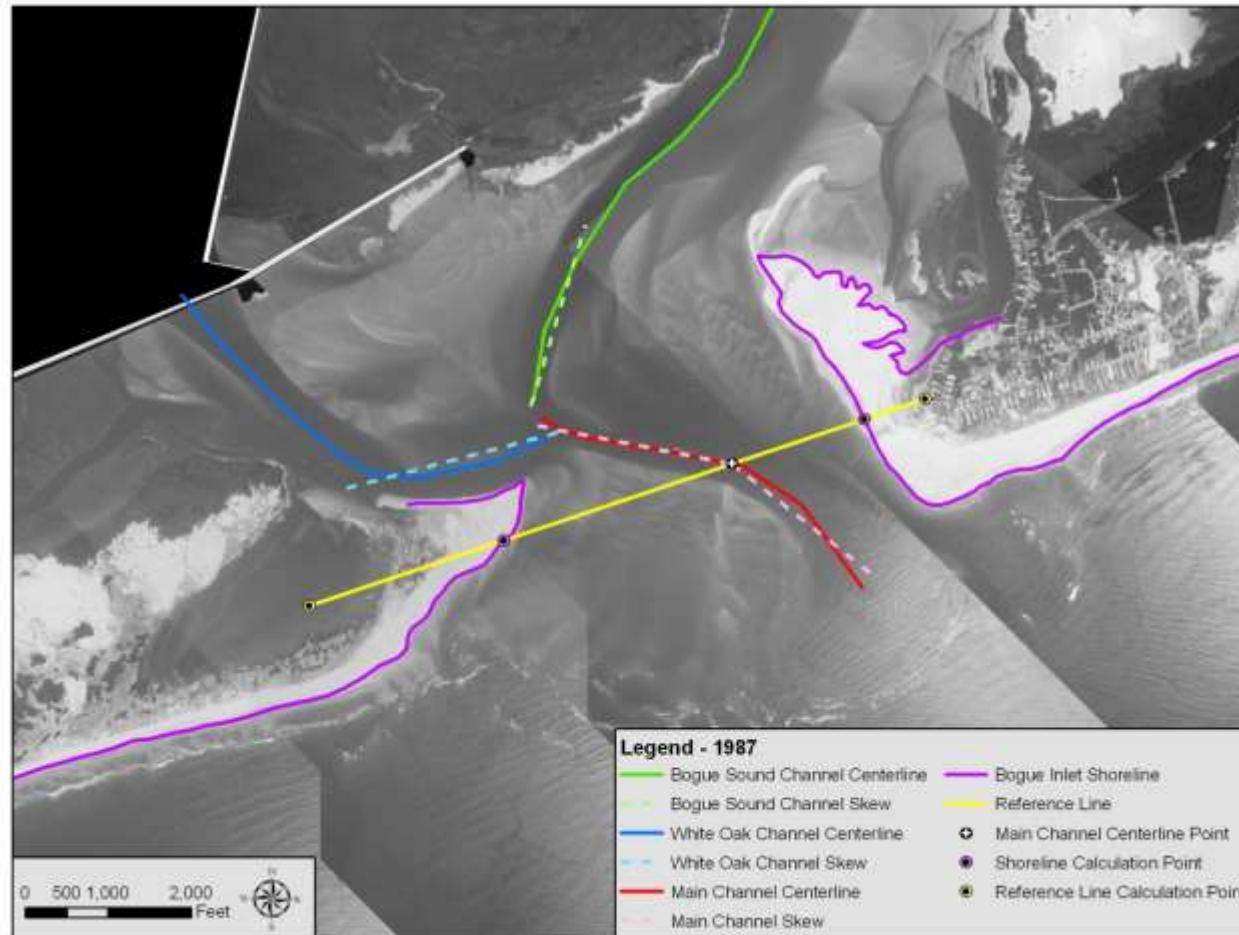 Legend - 1987
Bogue Sound Channel Centerline
Bogue Sound Channel Skew
White Oak Channel Centerline
White Oak Channel Skew
Main Channel Centerline
Main Channel Skew
Bogue Inlet Shoreline
Reference Line
Main Channel Centerline Point
Shoreline Calculation Point
Reference Line Calculation Point
0 500 1,000 2,000
Feet
N
S